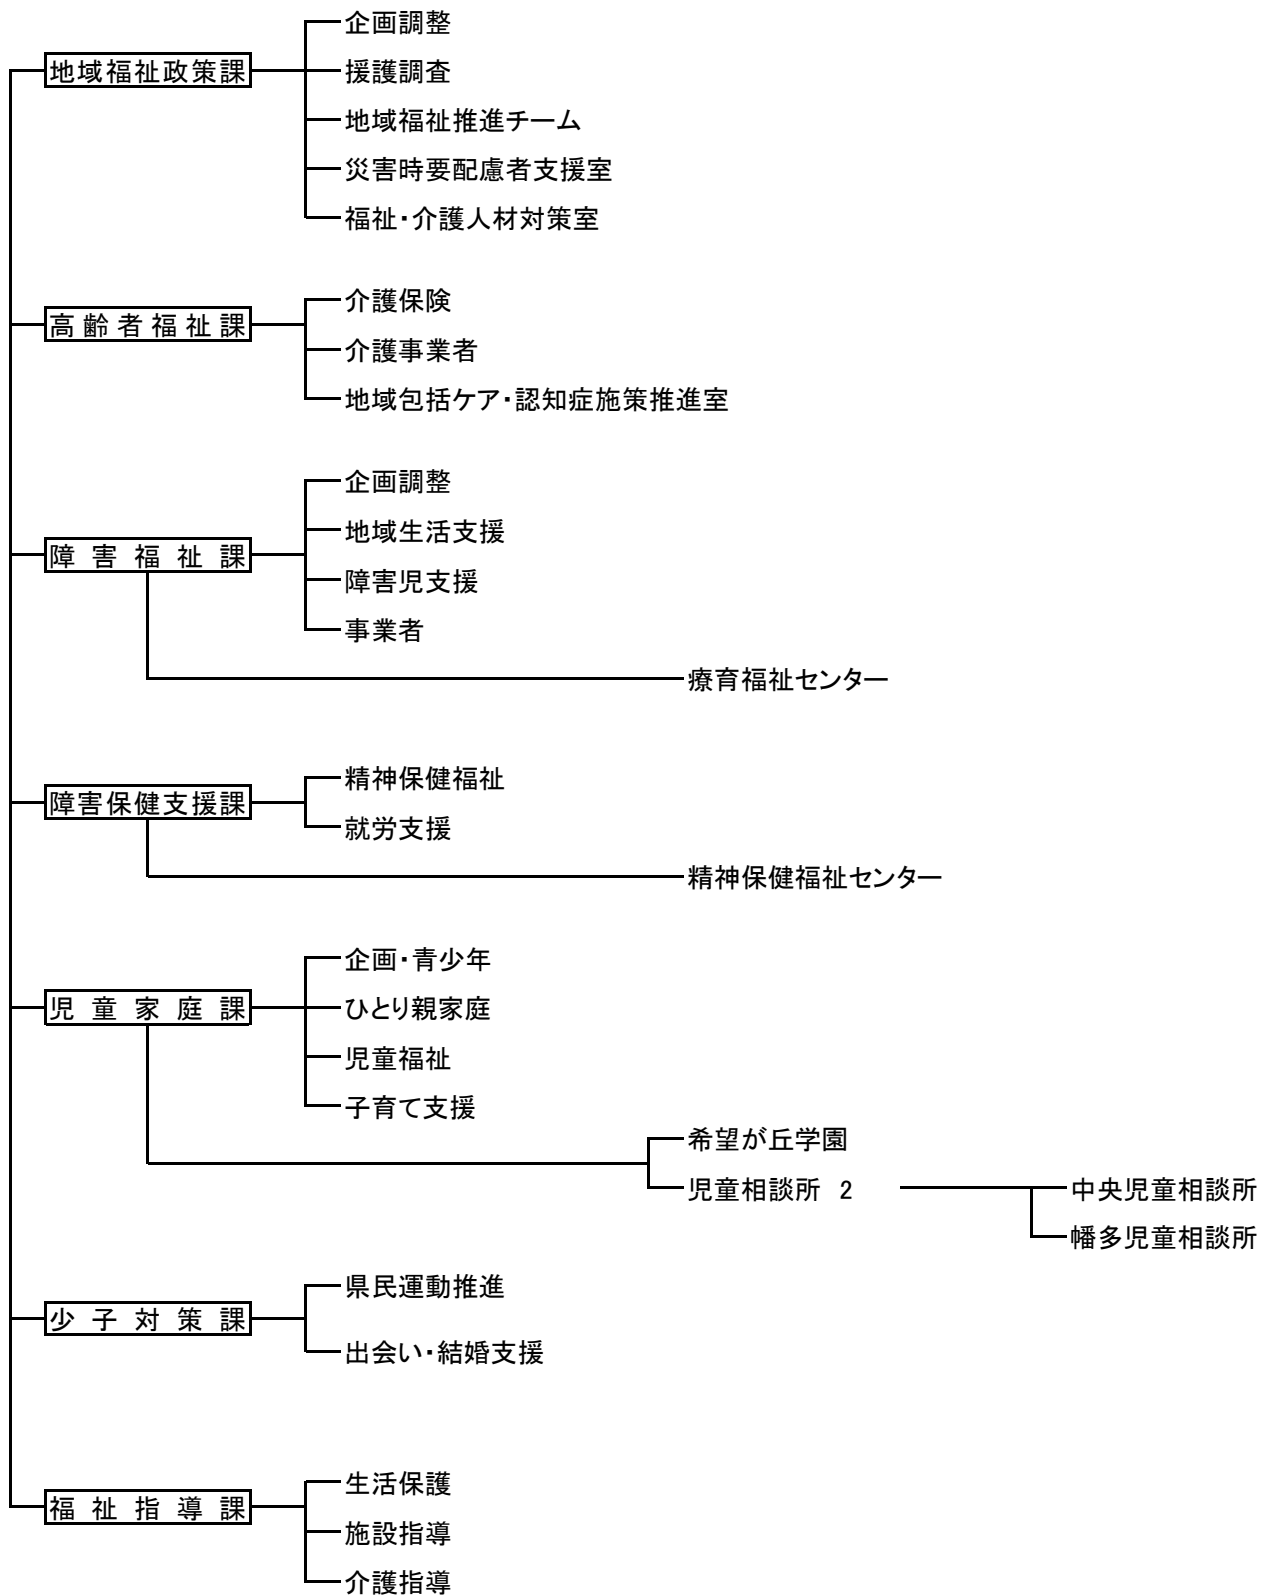 企画調整
地域福祉政策課
援護調査
地域福祉推進チーム
災害時要配慮者支援室
福祉・介護人材対策室
介護保険
高齢者福祉課
介護事業者
地域包括ケア・認知症施策推進室
企画調整
地域生活支援
障害福祉課
障害児支援
事業者
療育福祉センター
精神保健福祉
障害保健支援課
就労支援
精神保健福祉センター
企画・青少年
児童家庭課
ひとり親家庭
児童福祉
子育て支援
希望が丘学園
児童相談所 2
中央児童相談所
幡多児童相談所
県民運動推進
少子対策課
出会い・結婚支援
生活保護
福祉指導課
施設指導
介護指導